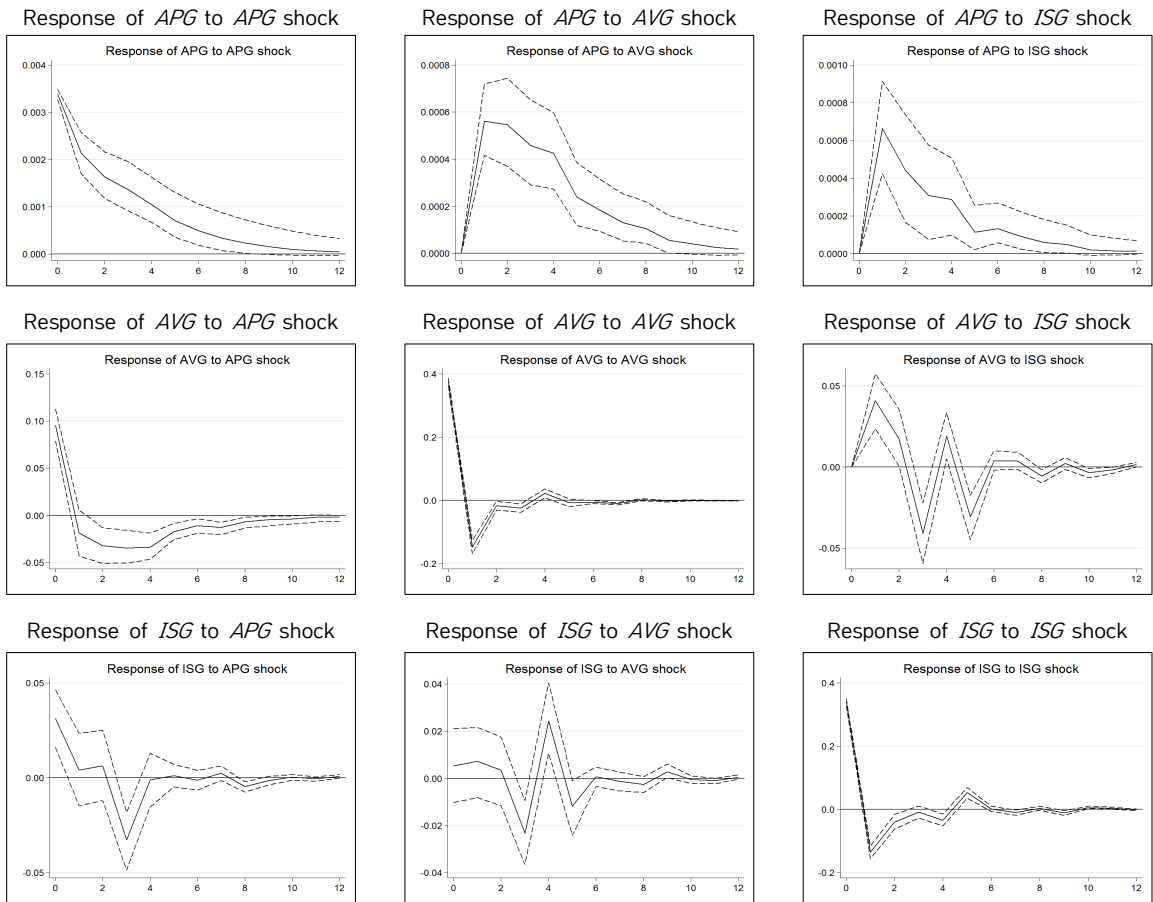 Response of APG to APG shock
Response of APG to AVG shock
Response of APG to ISG shock
Response of APG to APG shock
0.004
0.003
0.002
0.001
0.000
0 2 4 6 8 10 12
Response of APG to AVG shock
0.0008
0.0006
0.0004
0.0002
0.0000
0 2 4 6 8 10 12
Response of APG to ISG shock
0.0010
0.0008
0.0006
0.0004
0.0002
0.0000
0 2 4 6 8 10 12
Response of AVG to APG shock
Response of AVG to AVG shock
Response of AVG to ISG shock
Response of AVG to APG shock
0.15
0.10
0.05
0.00
-0.05
0 2 4 6 8 10 12
Response of AVG to AVG shock
0.4
0.2
0.0
-0.2
0 2 4 6 8 10 12
Response of AVG to ISG shock
0.05
0.00
-0.05
0 2 4 6 8 10 12
Response of ISG to APG shock
Response of ISG to AVG shock
Response of ISG to ISG shock
Response of ISG to APG shock
0.05
0.00
-0.05
0 2 4 6 8 10 12
Response of ISG to AVG shock
0.04
0.02
0.00
-0.02
-0.04
0 2 4 6 8 10 12
Response of ISG to ISG shock
0.4
0.2
0.0
-0.2
0 2 4 6 8 10 12